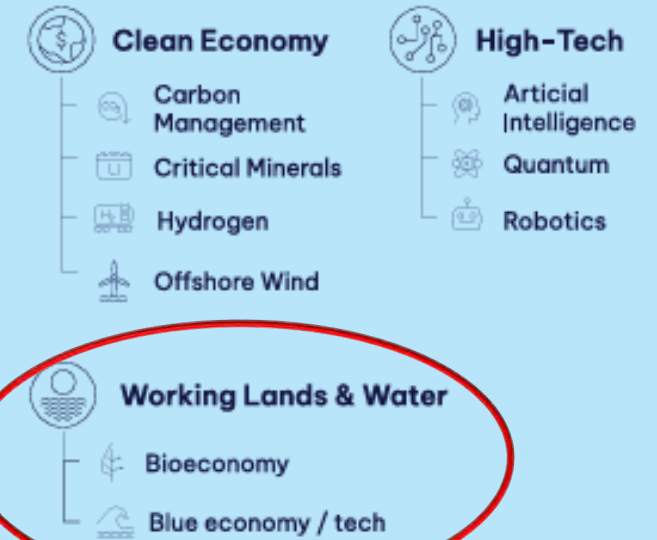 Clean Economy
Carbon
Management
Critical Minerals
Hydrogen
Offshore Wind
High-Tech
Articial
Intelligence
Quantum
Robotics
Working Lands & Water
Bioeconomy
Blue economy / tech